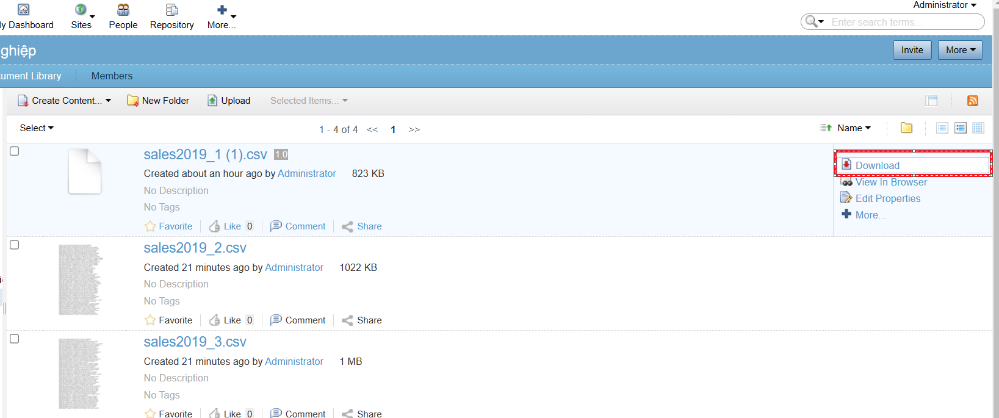 Administrator
My Dashboard Sites People Repository More...
Enter search terms...
ghiệp
Invite More
cument Library Members
Create Content... New Folder Upload Selected Items...
Select 1 - 4 of 4 << 1 >> Name
sales2019_1 (1).csv 1.0
Created about an hour ago by Administrator 823 KB
No Description
No Tags
Favorite Like 0 Comment Share
Download
View In Browser
Edit Properties
More...
sales2019_2.csv
Created 21 minutes ago by Administrator 1022 KB
No Description
No Tags
Favorite Like 0 Comment Share
sales2019_3.csv
Created 21 minutes ago by Administrator 1 MB
No Description
No Tags
Favorite Like 0 Comment Share